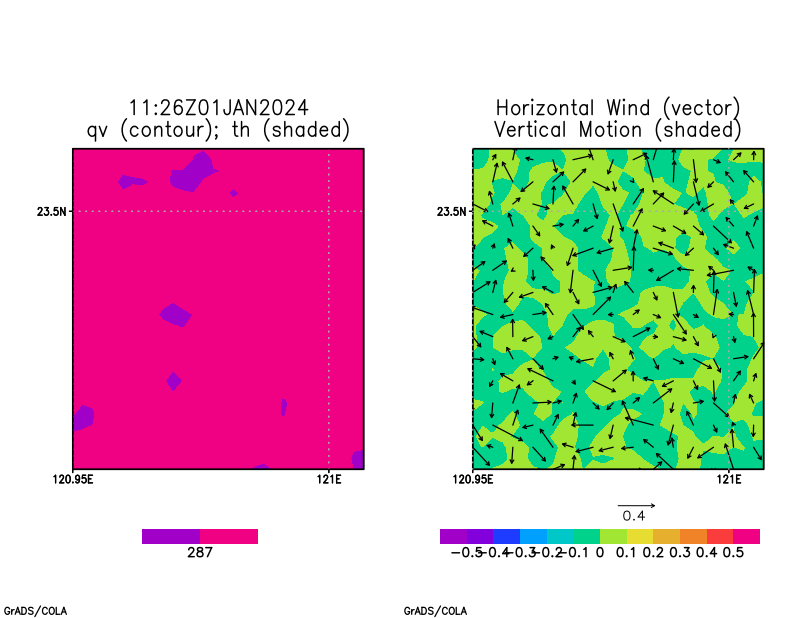 11:26Z01JAN2024
qv (contour); th (shaded)
23.5N
120.95E
121E
287
GrADS/COLA
Horizontal Wind (vector)
Vertical Motion (shaded)
23.5N
120.95E
121E
0.4
-0.5 -0.4 -0.3 -0.2 -0.1 0 0.1 0.2 0.3 0.4 0.5
GrADS/COLA